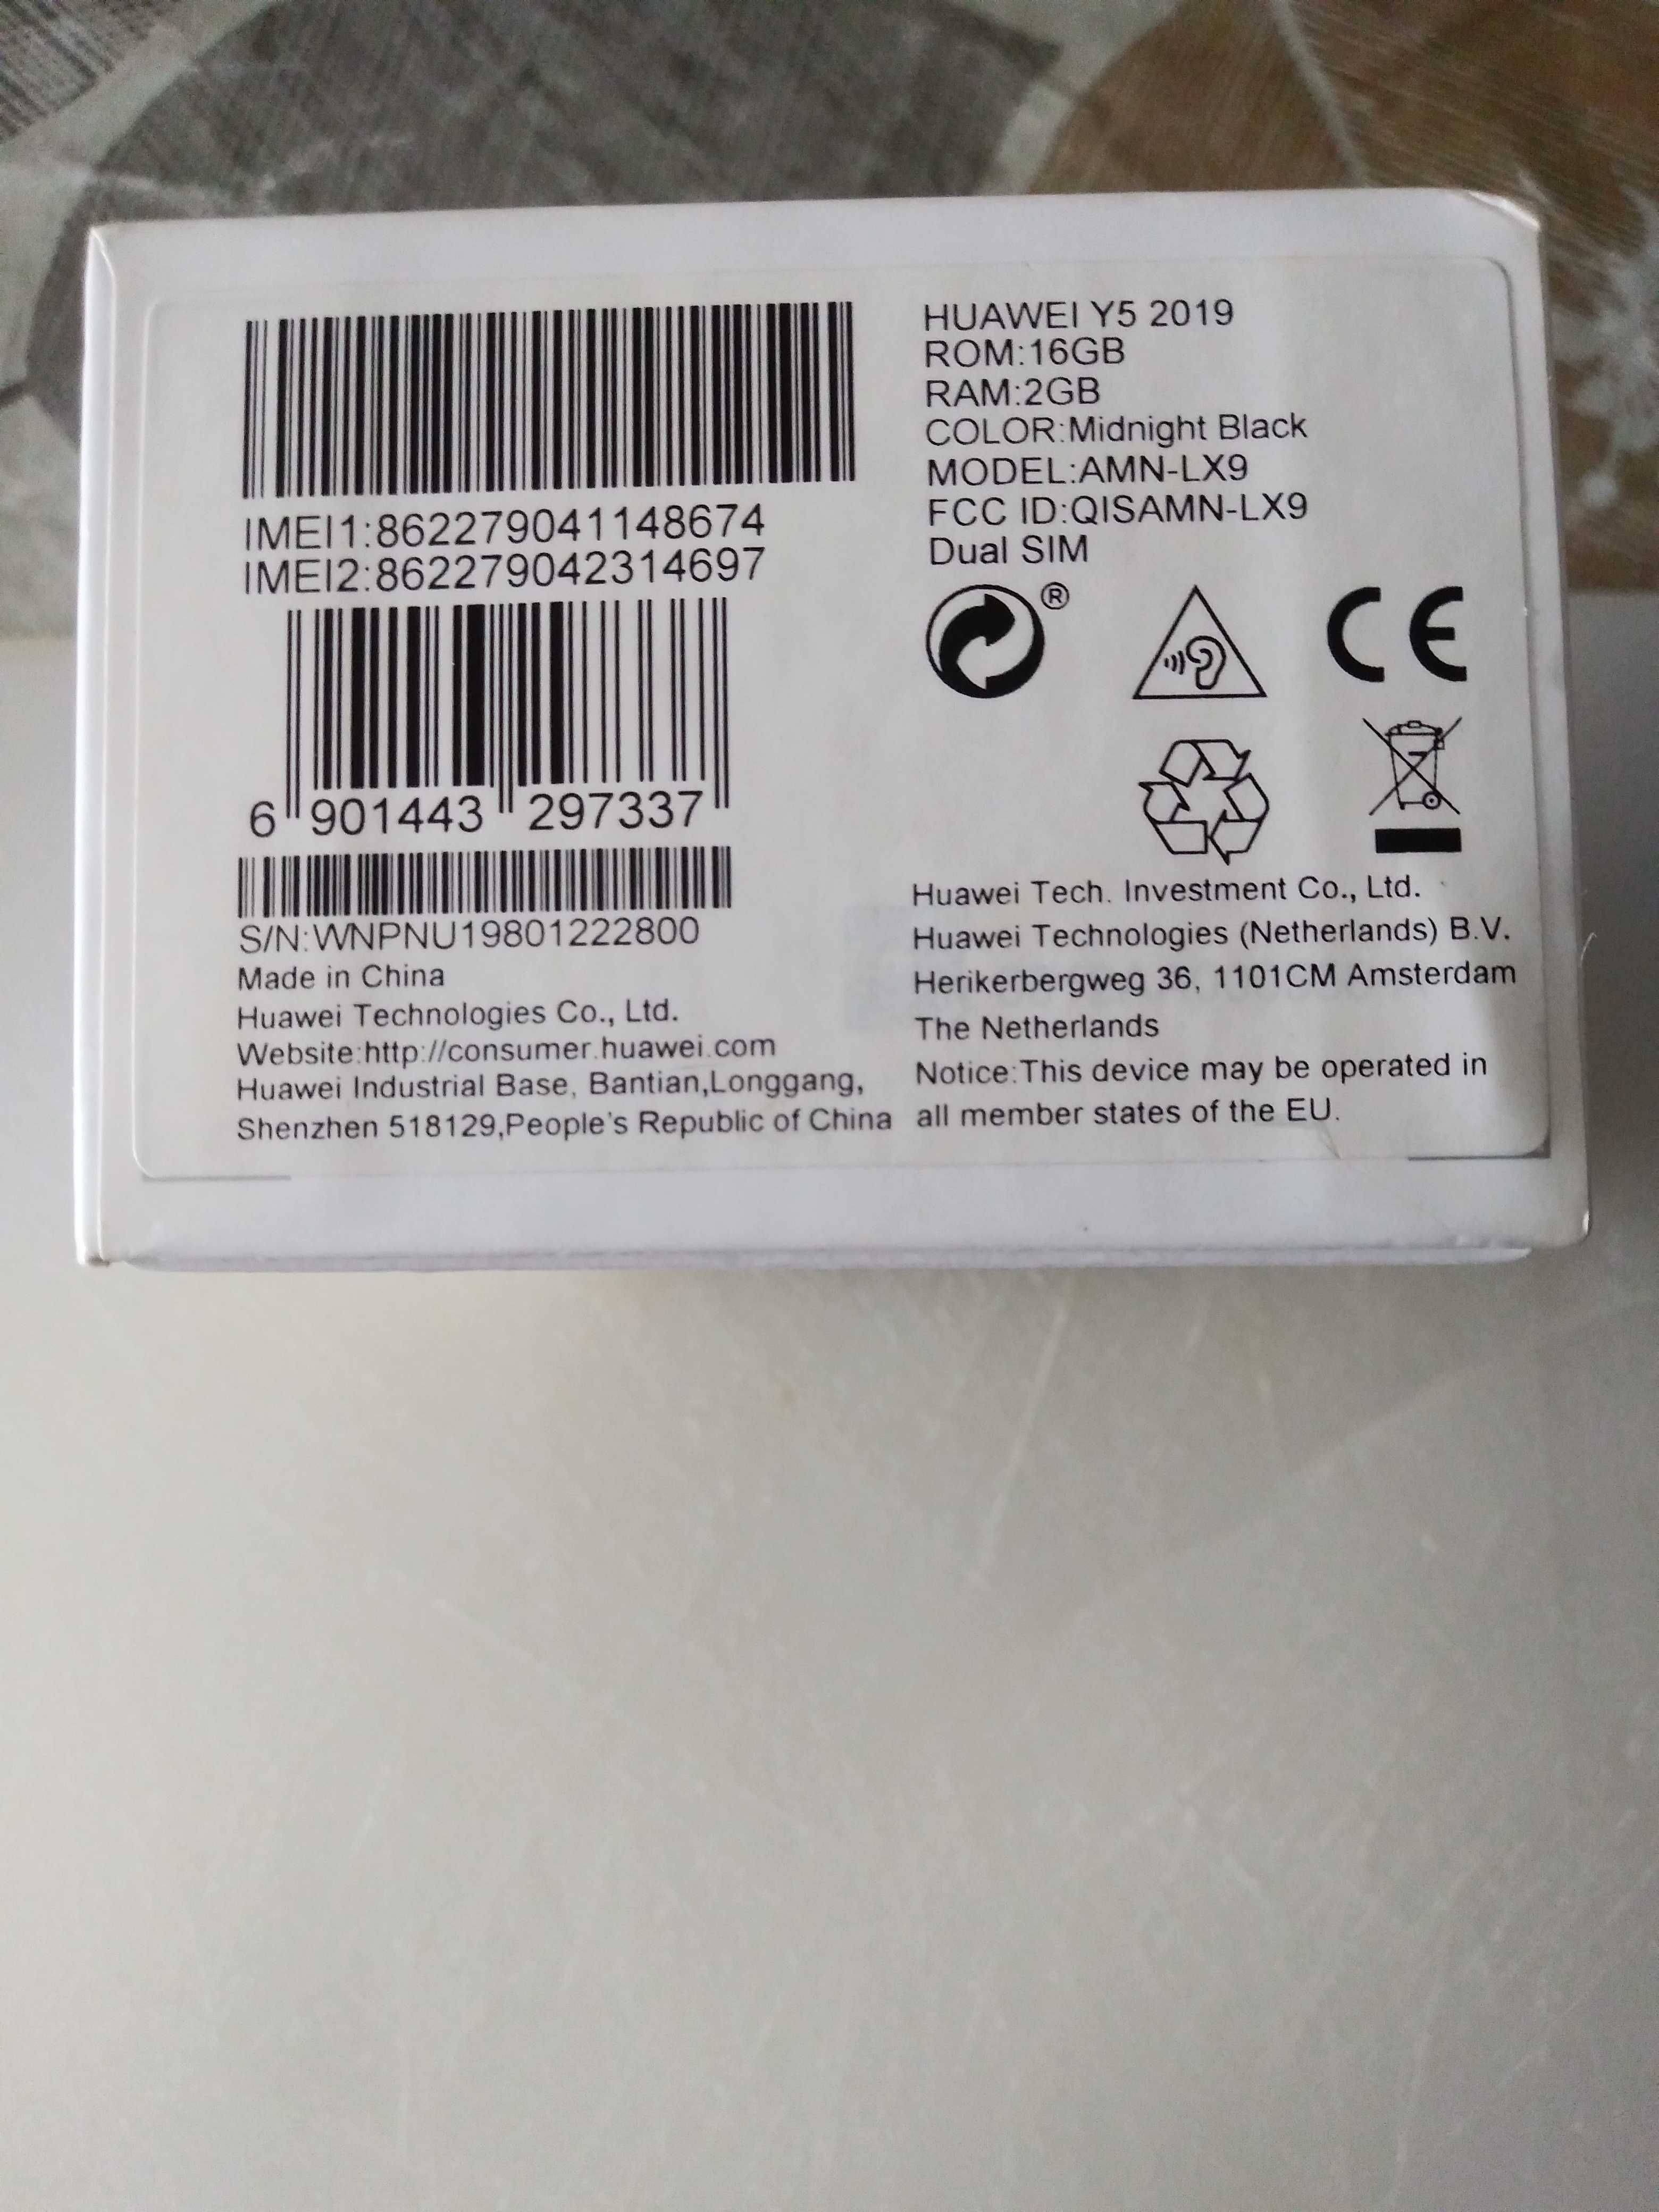 IMEI1:862279041148674
IMEI2:862279042314697
6 901443 297337
S/N:WNPNU19801222800
Made in China
Huawei Technologies Co., Ltd.
Website:http://consumer.huawei.com
Huawei Industrial Base, Bantian,Longgang,
Shenzhen 518129,People's Republic of China
HUAWEI Y5 2019
ROM:16GB
RAM:2GB
COLOR:Midnight Black
MODEL:AMN-LX9
FCC ID:QISAMN-LX9
Dual SIM
®
CE
Huawei Tech. Investment Co., Ltd.
Huawei Technologies (Netherlands) B.V.
Herikerbergweg 36, 1101CM Amsterdam
The Netherlands
Notice:This device may be operated in
all member states of the EU.